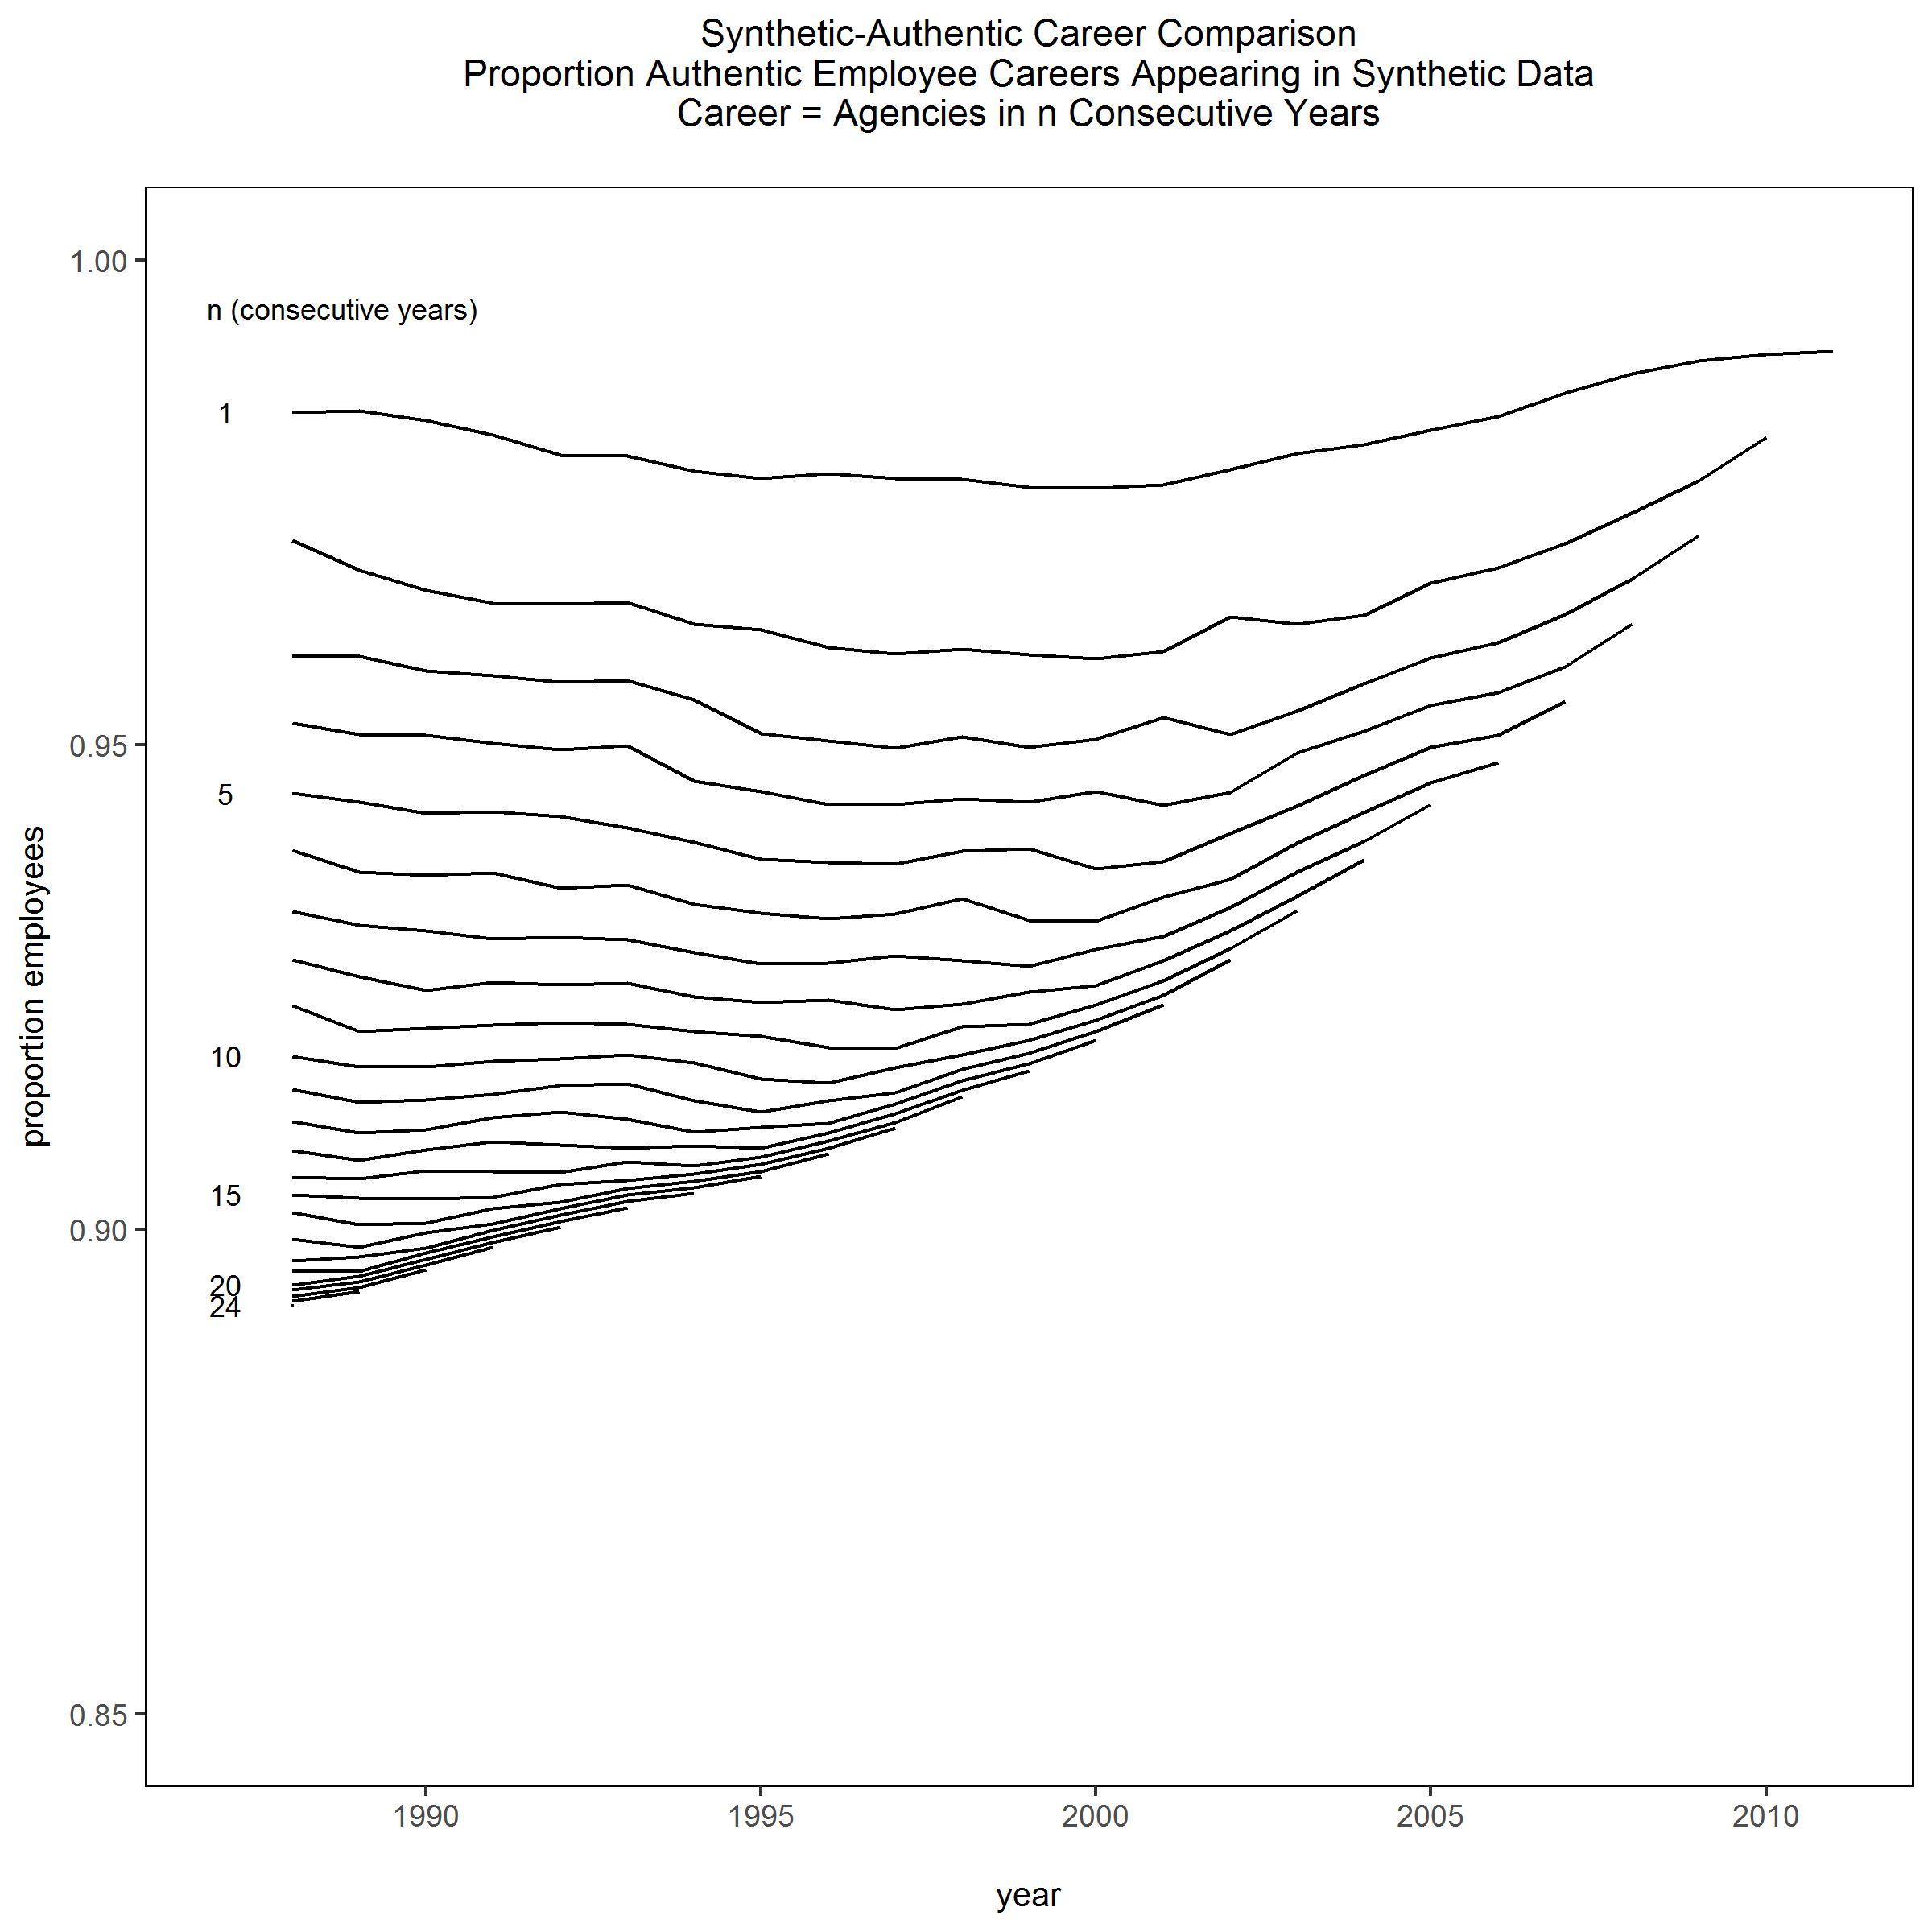 Synthetic-Authentic Career Comparison
Proportion Authentic Employee Careers Appearing in Synthetic Data
Career = Agencies in n Consecutive Years
1.00
n (consecutive years)
1
0.95
5
proportion employees
10
15
0.90
20
24
0.85
1990 1995 2000 2005 2010
year